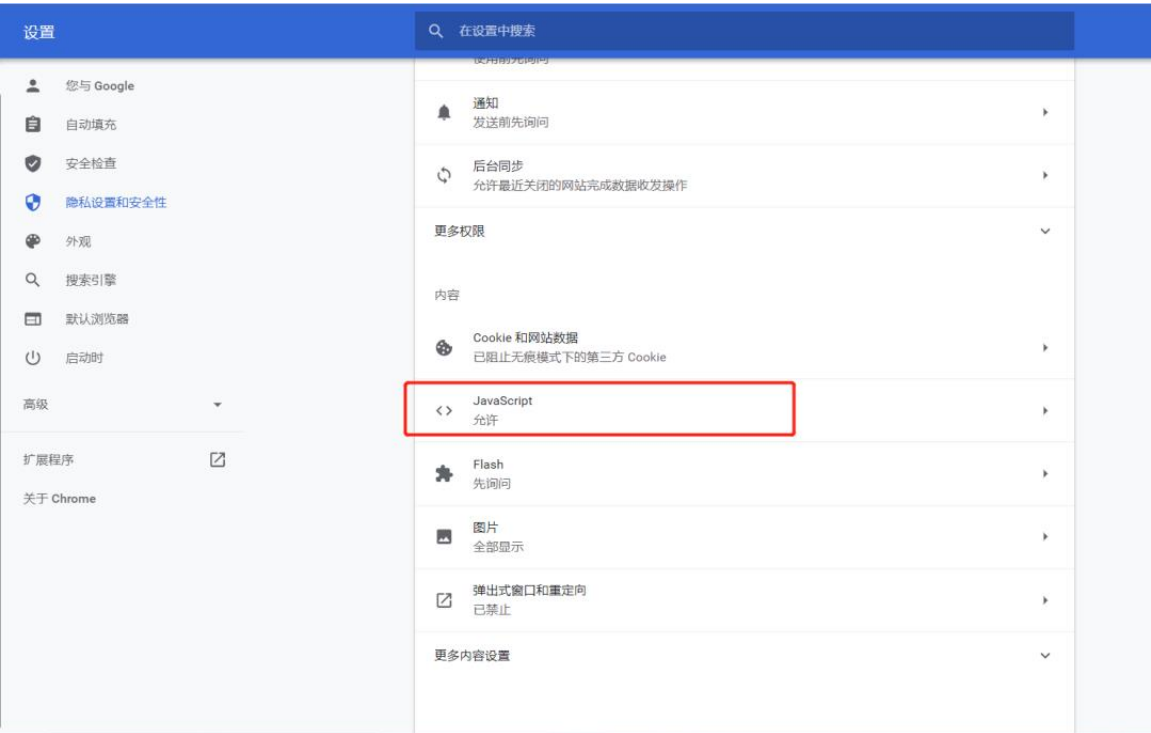 设置
在设置中搜索
您与 Google
自动填充
安全检查
隐私设置和安全性
外观
搜索引擎
默认浏览器
启动时
高级
扩展程序
关于 Chrome
使用前先询问
通知
发送前先询问
后台同步
允许最近关闭的网站完成数据收发操作
更多权限
内容
Cookie 和网站数据
已阻止无痕模式下的第三方 Cookie
JavaScript
允许
Flash
先询问
图片
全部显示
弹出式窗口和重定向
已禁止
更多内容设置